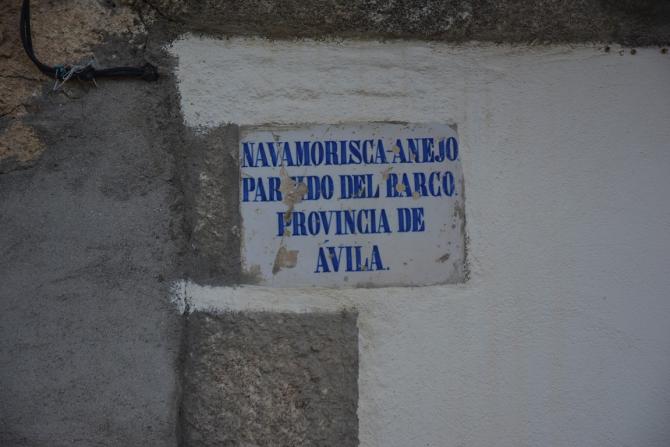 NAVAMORISCA-ANEJO
PARTIDO DEL BARCO.
PROVINCIA DE
ÁVILA.